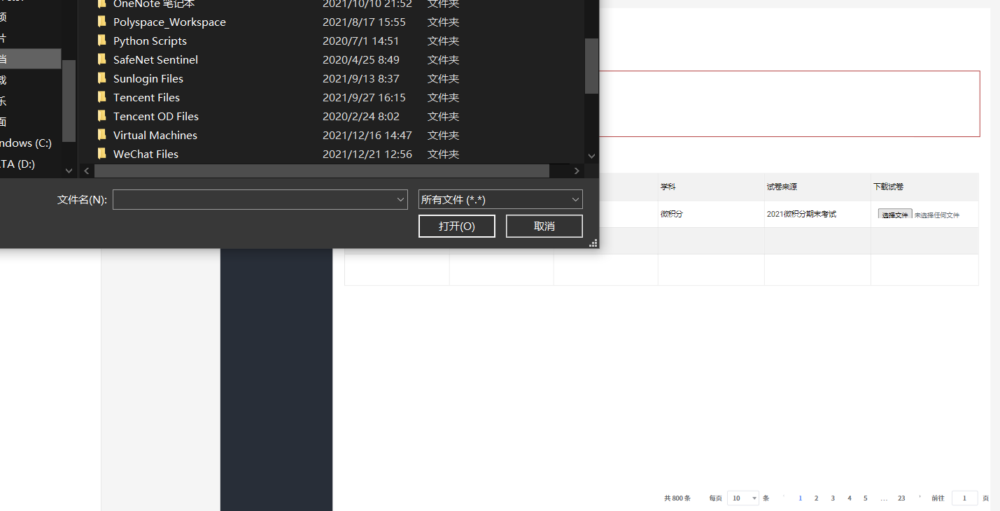 OneNote 笔记本 2021/10/10 21:52 文件夹
Polyspace_Workspace 2021/8/17 15:55 文件夹
Python Scripts 2020/7/1 14:51 文件夹
SafeNet Sentinel 2020/4/25 8:49 文件夹
Sunlogin Files 2021/9/13 8:37 文件夹
Tencent Files 2021/9/27 16:15 文件夹
Tencent OD Files 2020/2/24 8:02 文件夹
Virtual Machines 2021/12/16 14:47 文件夹
WeChat Files 2021/12/21 12:56 文件夹
频
片
当
载
乐
面
ndows (C:)
TA (D:)
文件名(N): 所有文件 (*.*)
打开(O) 取消
学科 试卷来源 下载试卷
微积分 2021微积分期末考试 选择文件 未选择任何文件
共 800 条 每页 10 条 1 2 3 4 5 ... 23 前往 1 页